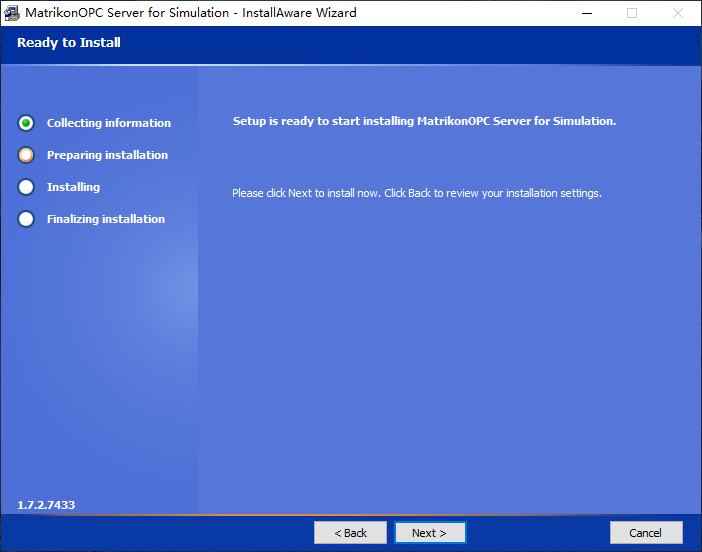 MatrikonOPC Server for Simulation - InstallAware Wizard
Ready to Install
Collecting information
Preparing installation
Installing
Finalizing installation
Setup is ready to start installing MatrikonOPC Server for Simulation.
Please click Next to install now. Click Back to review your installation settings.
1.7.2.7433
< Back
Next >
Cancel